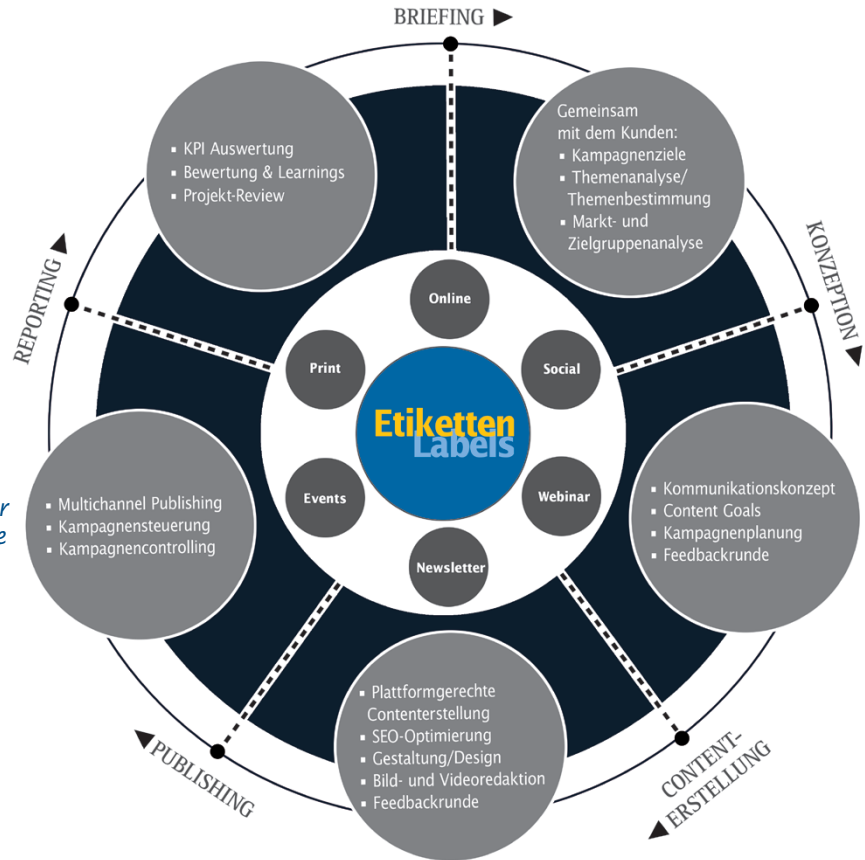 BRIEFING
Gemeinsam
mit dem Kunden:
▪ Kampagnenziele
▪ Themenanalyse/
Themenbestimmung
▪ Markt- und
Zielgruppenanalyse
KONZEPTION
▪ Kommunikationskonzept
▪ Content Goals
▪ Kampagnenplanung
▪ Feedbackrunde
CONTENT-
ERSTELLUNG
▪ Plattformgerechte
Contenterstellung
▪ SEO-Optimierung
▪ Gestaltung/Design
▪ Bild- und Videoredaktion
▪ Feedbackrunde
PUBLISHING
▪ Multichannel Publishing
▪ Kampagnensteuerung
▪ Kampagnencontrolling
REPORTING
▪ KPI Auswertung
▪ Bewertung & Learnings
▪ Projekt-Review
Online
Social
Webinar
Newsletter
Events
Print
Etiketten
Labels